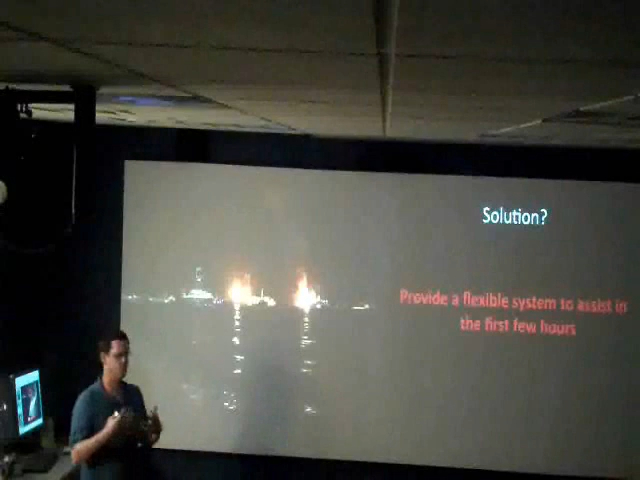 Solution?
Provide a flexible system to assist in
the first few hours